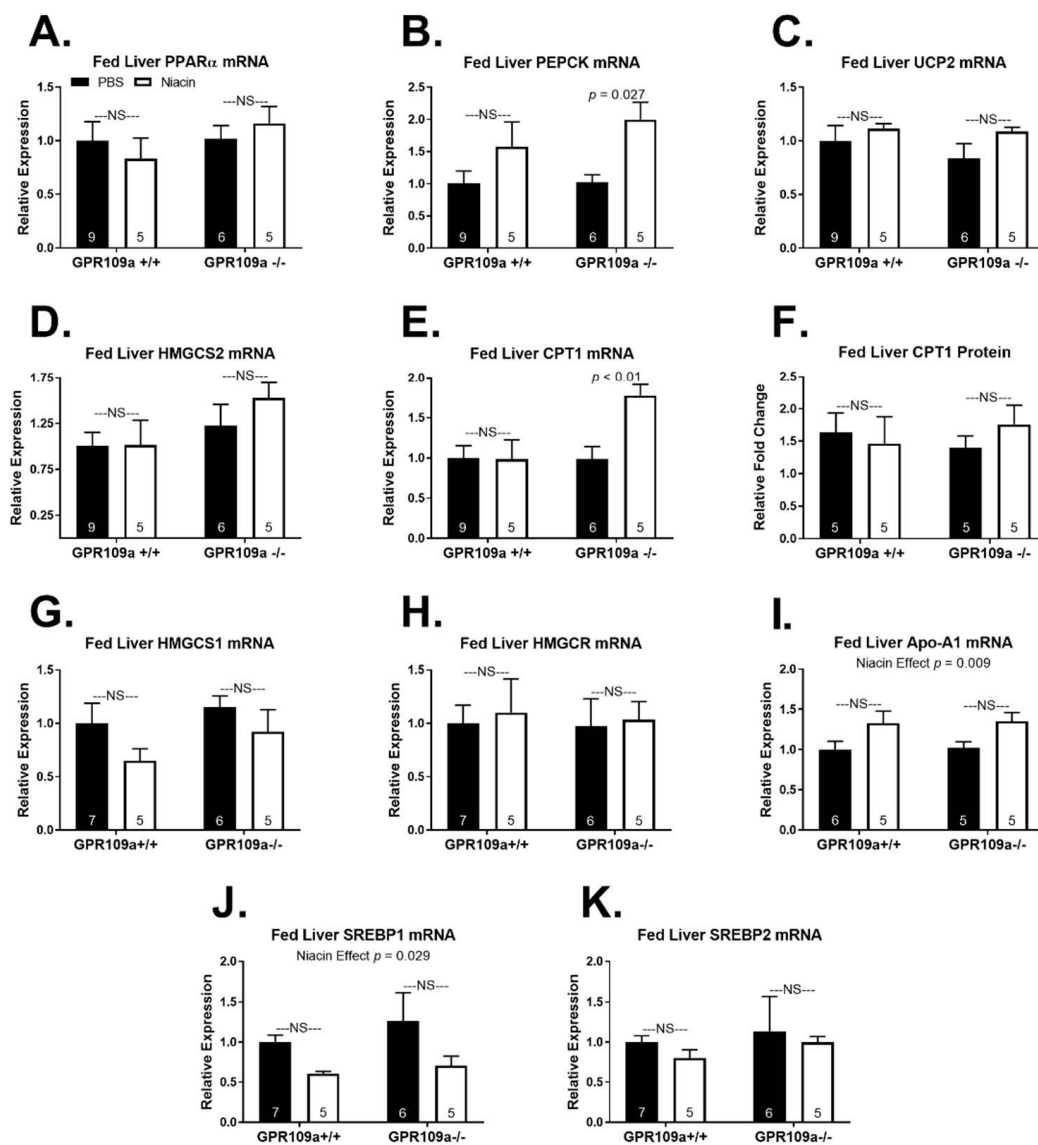 A.
Fed Liver PPARα mRNA
PBS Niacin
Relative Expression
1.5
1.0
0.5
0.0
---NS---
---NS---
9 5 6 5
GPR109a +/+ GPR109a -/-
B.
Fed Liver PEPCK mRNA
Relative Expression
2.5
2.0
1.5
1.0
0.5
0.0
---NS---
p = 0.027
9 5 6 5
GPR109a +/+ GPR109a -/-
C.
Fed Liver UCP2 mRNA
Relative Expression
1.5
1.0
0.5
0.0
---NS---
---NS---
9 5 6 5
GPR109a +/+ GPR109a -/-
D.
Fed Liver HMGCS2 mRNA
Relative Expression
1.75
1.25
0.75
0.25
---NS---
---NS---
9 5 6 5
GPR109a +/+ GPR109a -/-
E.
Fed Liver CPT1 mRNA
Relative Expression
2.0
1.5
1.0
0.5
0.0
---NS---
p < 0.01
9 5 6 5
GPR109a +/+ GPR109a -/-
F.
Fed Liver CPT1 Protein
Relative Fold Change
2.5
2.0
1.5
1.0
0.5
0.0
---NS---
---NS---
5 5 5 5
GPR109a +/+ GPR109a -/-
G.
Fed Liver HMGCS1 mRNA
Relative Expression
1.5
1.0
0.5
0.0
---NS---
---NS---
7 5 6 5
GPR109a+/+ GPR109a-/-
H.
Fed Liver HMGCR mRNA
Relative Expression
1.5
1.0
0.5
0.0
---NS---
---NS---
7 5 6 5
GPR109a+/+ GPR109a-/-
I.
Fed Liver Apo-A1 mRNA
Niacin Effect p = 0.009
Relative Expression
2.0
1.5
1.0
0.5
0.0
---NS---
---NS---
6 5 5 5
GPR109a+/+ GPR109a-/-
J.
Fed Liver SREBP1 mRNA
Niacin Effect p = 0.029
Relative Expression
2.0
1.5
1.0
0.5
0.0
---NS---
---NS---
7 5 6 5
GPR109a+/+ GPR109a-/-
K.
Fed Liver SREBP2 mRNA
Relative Expression
2.0
1.5
1.0
0.5
0.0
---NS---
---NS---
7 5 6 5
GPR109a+/+ GPR109a-/-